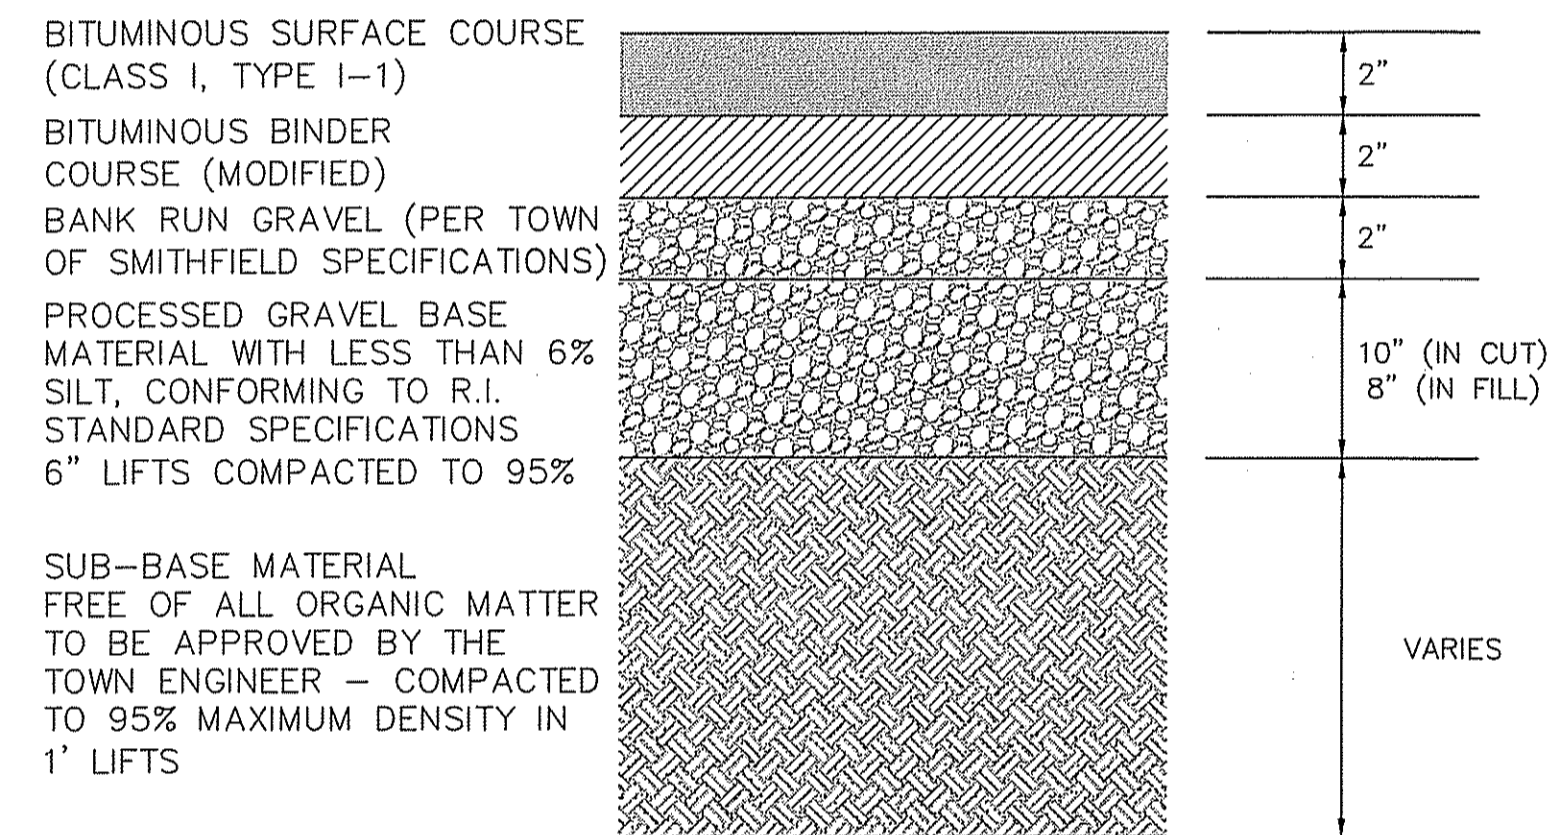 BITUMINOUS SURFACE COURSE
(CLASS I, TYPE I–1)
2"
BITUMINOUS BINDER
COURSE (MODIFIED)
2"
BANK RUN GRAVEL (PER TOWN
OF SMITHFIELD SPECIFICATIONS)
2"
PROCESSED GRAVEL BASE
MATERIAL WITH LESS THAN 6%
SILT, CONFORMING TO R.I.
STANDARD SPECIFICATIONS
6" LIFTS COMPACTED TO 95%
10" (IN CUT)
8" (IN FILL)
SUB–BASE MATERIAL
FREE OF ALL ORGANIC MATTER
TO BE APPROVED BY THE
TOWN ENGINEER – COMPACTED
TO 95% MAXIMUM DENSITY IN
1' LIFTS
VARIES